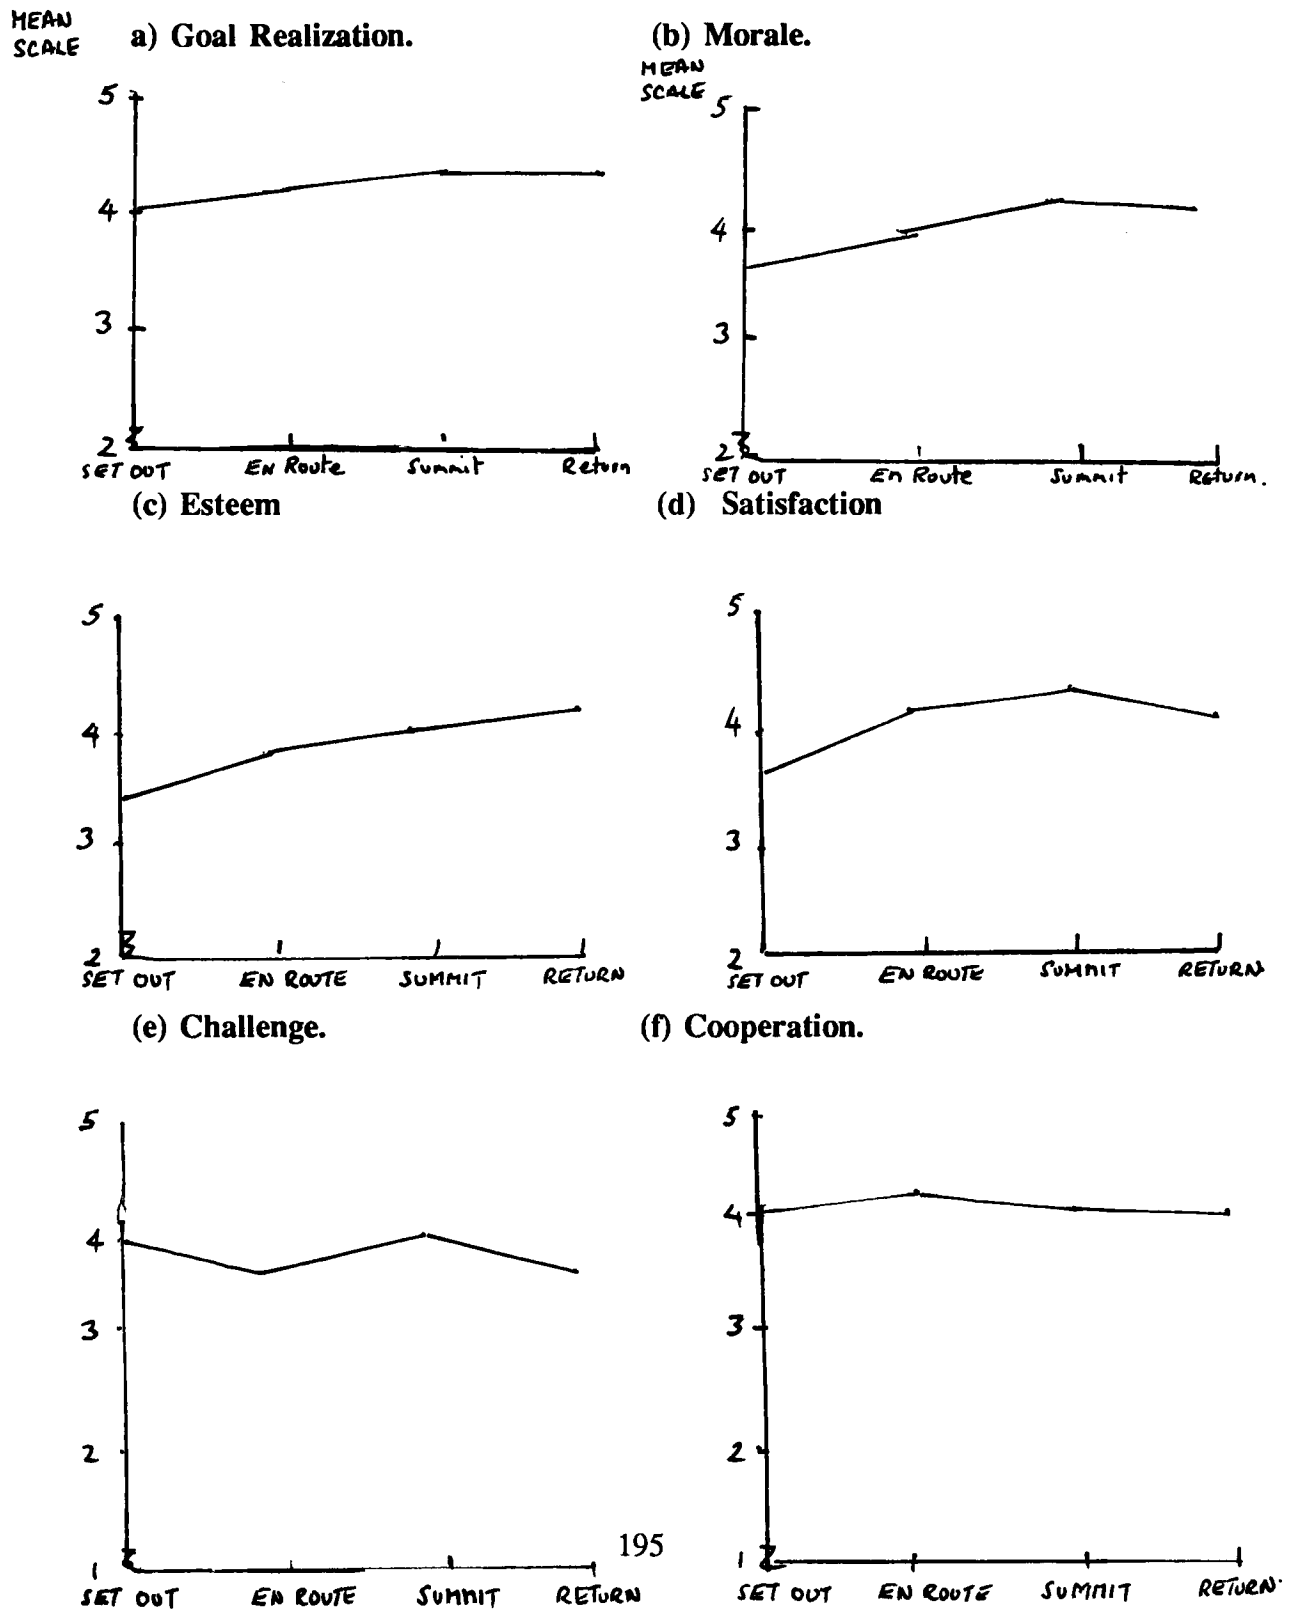 MEAN
SCALE
a) Goal Realization.
5
4
3
2
SET OUT En Route Summit Return
(b) Morale.
MEAN
SCALE
5
4
3
2
SET OUT En Route Summit Return.
(c) Esteem
5
4
3
2
SET OUT EN ROUTE SUMMIT RETURN
(d) Satisfaction
5
4
3
2
SET OUT EN ROUTE SUMMIT RETURN
(e) Challenge.
5
4
3
2
1
SET OUT EN ROUTE SUMMIT RETURN
(f) Cooperation.
5
4
3
2
1
SET OUT EN ROUTE SUMMIT RETURN.
195